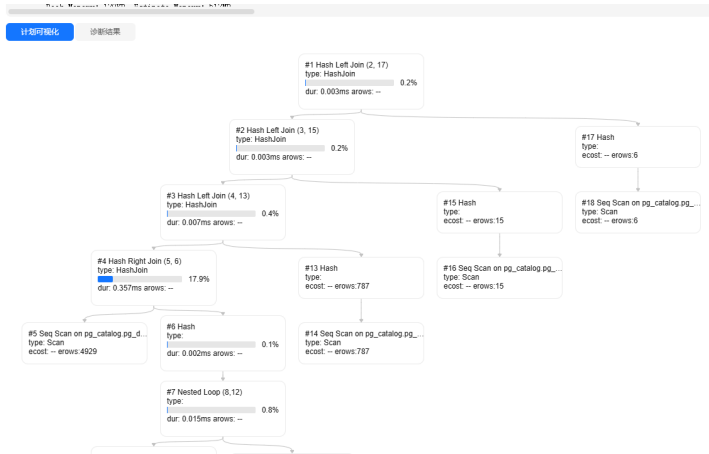 计划可视化
诊断结果
#1 Hash Left Join (2, 17)
type: HashJoin
0.2%
dur: 0.003ms arows: --
#2 Hash Left Join (3, 15)
type: HashJoin
0.2%
dur: 0.003ms arows: --
#17 Hash
type:
ecost: -- erows:6
#3 Hash Left Join (4, 13)
type: HashJoin
0.4%
dur: 0.007ms arows: --
#15 Hash
type:
ecost: -- erows:15
#18 Seq Scan on pg_catalog.pg_...
type: Scan
ecost: -- erows:6
#4 Hash Right Join (5, 6)
type: HashJoin
17.9%
dur: 0.357ms arows: --
#13 Hash
type:
ecost: -- erows:787
#16 Seq Scan on pg_catalog.pg_...
type: Scan
ecost: -- erows:15
#5 Seq Scan on pg_catalog.pg_d...
type: Scan
ecost: -- erows:4929
#6 Hash
type:
0.1%
dur: 0.002ms arows: --
#14 Seq Scan on pg_catalog.pg_...
type: Scan
ecost: -- erows:787
#7 Nested Loop (8,12)
type:
0.8%
dur: 0.015ms arows: --